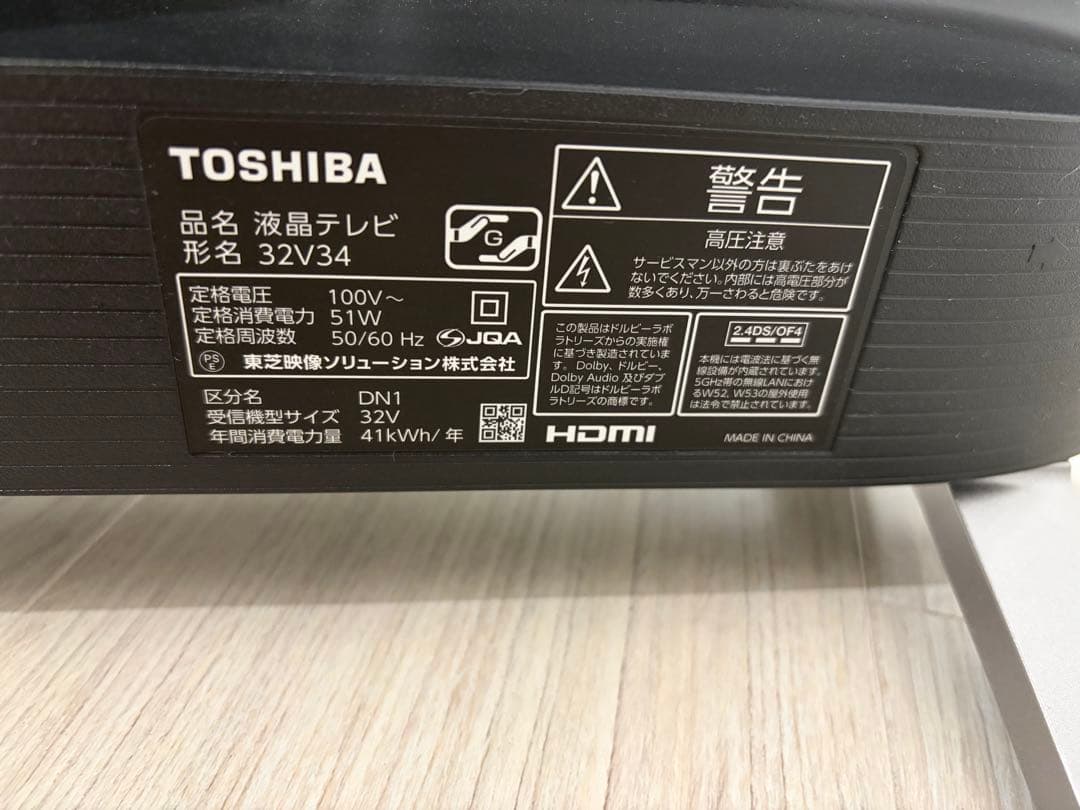 TOSHIBA
品名 液晶テレビ
形名 32V34
G
定格電圧 100V～
定格消費電力 51W
定格周波数 50/60 Hz
JQA
PS
E
東芝映像ソリューション株式会社
区分名 DN1
受信機型サイズ 32V
年間消費電力量 41kWh/年
警告
高圧注意
サービスマン以外の方は裏ぶたをあけ
ないでください。内部には高電圧部分が
数多くあり、万一さわると危険です。
この製品はドルビーラボ
ラトリーズからの実施権
に基づき製造されていま
す。Dolby、ドルビー、
Dolby Audio 及びダブ
ルD記号はドルビーラボ
ラトリーズの商標です。
2.4DS/OF4
本機には電波法に基づく無
線設備が内蔵されています。
5GHz帯の無線LANにおけ
るW52、W53の屋外使用
は法令で禁止されています。
HDMI
MADE IN CHINA